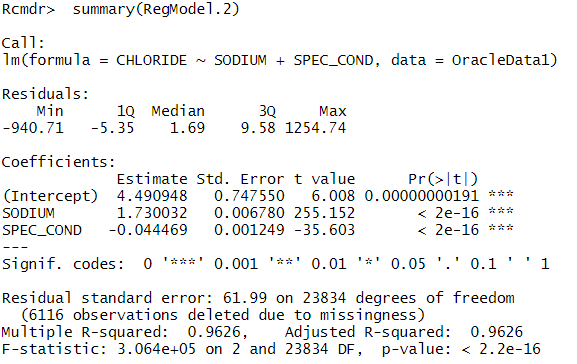 Rcmdr>  summary(RegModel.2)

Call:
lm(formula = CHLORIDE ~ SODIUM + SPEC_COND, data = OracleData1)

Residuals:
    Min      1Q  Median      3Q     Max
-940.71   -5.35    1.69    9.58 1254.74

Coefficients:
             Estimate Std. Error t value      Pr(>|t|)
(Intercept)  4.490948   0.747550   6.008 0.00000000191 ***
SODIUM       1.730032   0.006780 255.152       < 2e-16 ***
SPEC_COND   -0.044469   0.001249 -35.603       < 2e-16 ***
---
Signif. codes:  0 '***' 0.001 '**' 0.01 '*' 0.05 '.' 0.1 ' ' 1

Residual standard error: 61.99 on 23834 degrees of freedom
  (6116 observations deleted due to missingness)
Multiple R-squared:  0.9626,    Adjusted R-squared:  0.9626
F-statistic: 3.064e+05 on 2 and 23834 DF,  p-value: < 2.2e-16